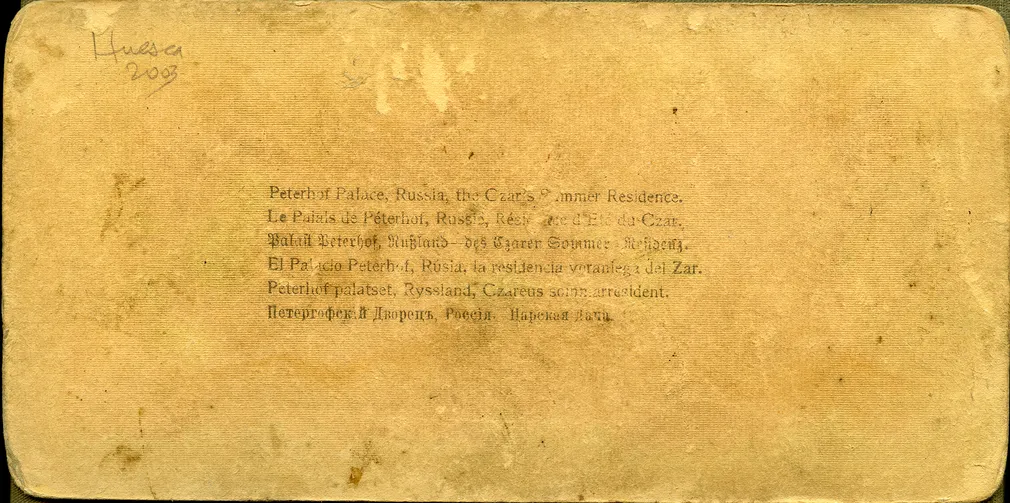 Huesca
2003
Peterhof Palace, Russia, the Czar's Summer Residence.
Le Palais de Péterhof, Russie, Résidence d'Eté du Czar.
Palast Peterhof, Rußland—des Czaren Sommer-Residenz.
El Palacio Peterhof, Rusia, la residencia veraniega del Zar.
Peterhof palatset, Ryssland, Czareus sommarresident.
Петергофскій Дворецъ, Россія. Царская Дача.